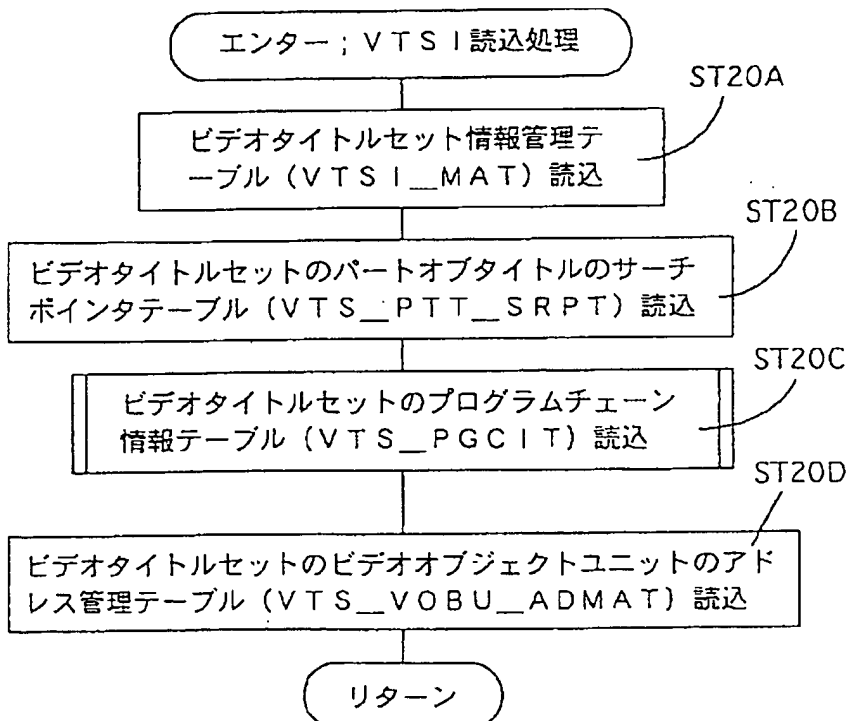 エンター；ＶＴＳＩ読込処理
ST20A
ビデオタイトルセット情報管理テ
ーブル（ＶＴＳＩ＿ＭＡＴ）読込
ST20B
ビデオタイトルセットのパートオブタイトルのサーチ
ポインタテーブル（ＶＴＳ＿ＰＴＴ＿ＳＲＰＴ）読込
ST20C
ビデオタイトルセットのプログラムチェーン
情報テーブル（ＶＴＳ＿ＰＧＣＩＴ）読込
ST20D
ビデオタイトルセットのビデオオブジェクトユニットのアド
レス管理テーブル（ＶＴＳ＿ＶＯＢＵ＿ＡＤＭＡＴ）読込
リターン